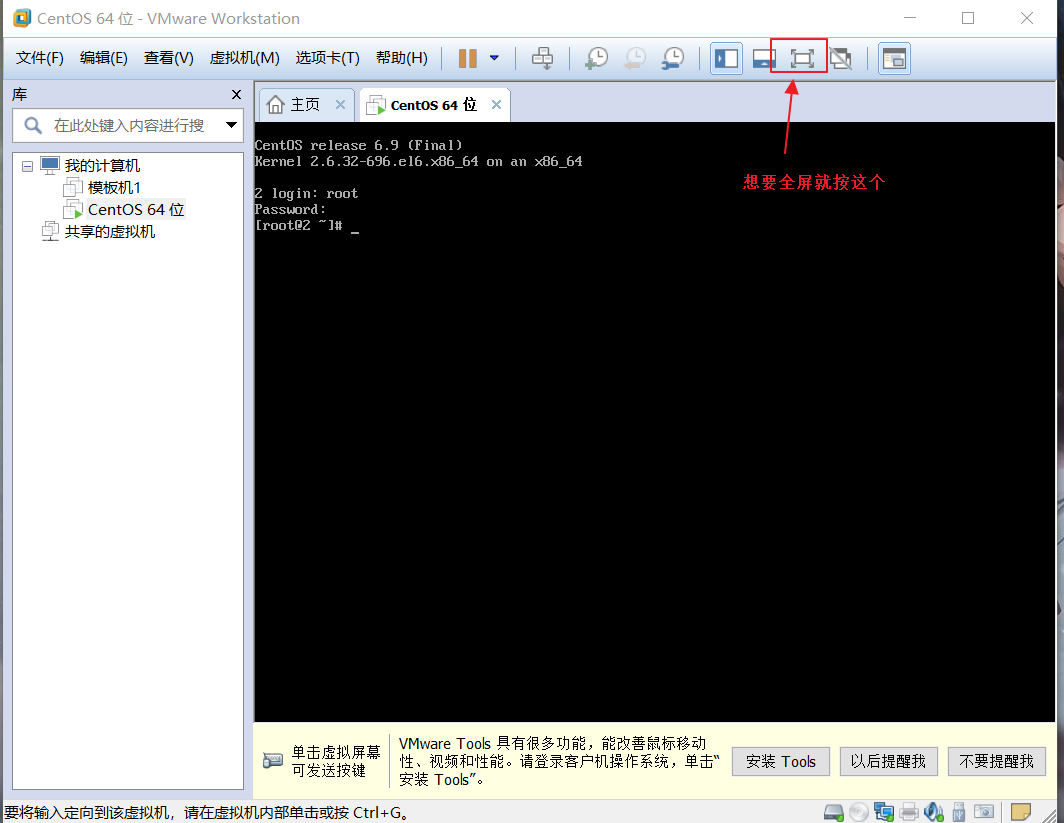 CentOS 64 位 - VMware Workstation
文件(F) 编辑(E) 查看(V) 虚拟机(M) 选项卡(T) 帮助(H)
库
在此处键入内容进行搜
我的计算机
模板机1
CentOS 64 位
共享的虚拟机
主页
CentOS 64 位
CentOS release 6.9 (Final)
Kernel 2.6.32-696.el6.x86_64 on an x86_64
2 login: root
Password:
[root@2 ~]# _
想要全屏就按这个
单击虚拟屏幕
可发送按键
VMware Tools 具有很多功能，能改善鼠标移动
性、视频和性能。请登录客户机操作系统，单击“
安装 Tools”。
安装 Tools
以后提醒我
不要提醒我
要将输入定向到该虚拟机，请在虚拟机内部单击或按 Ctrl+G。